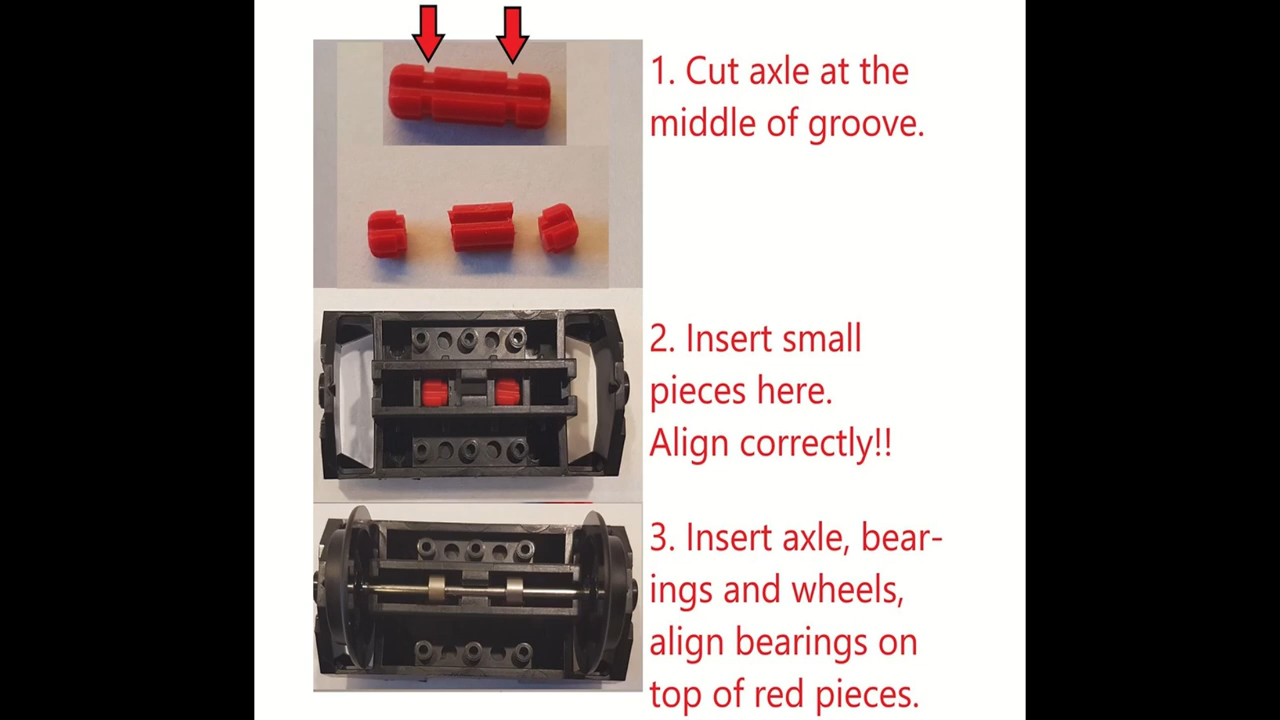 1. Cut axle at the
middle of groove.
2. Insert small
pieces here.
Align correctly!!
3. Insert axle, bear-
ings and wheels,
align bearings on
top of red pieces.